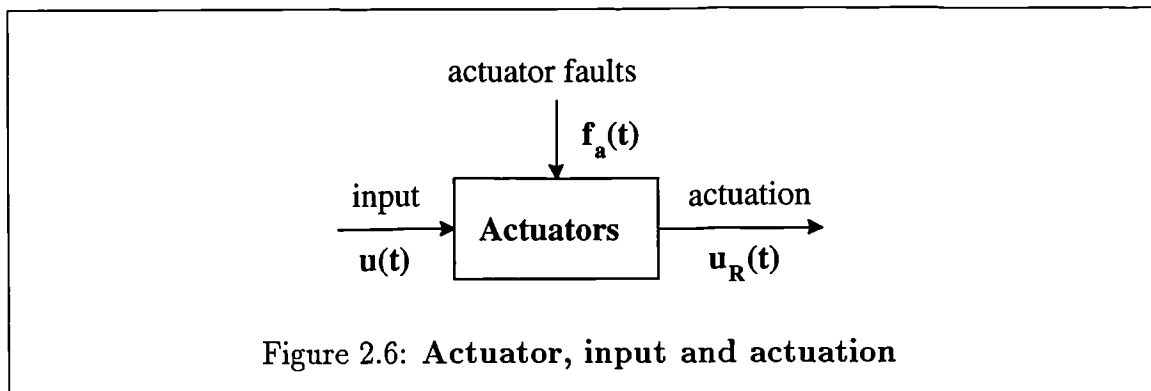 actuator faults
f_a(t)
input
actuation
Actuators
u(t)
u_R(t)
Figure 2.6: Actuator, input and actuation